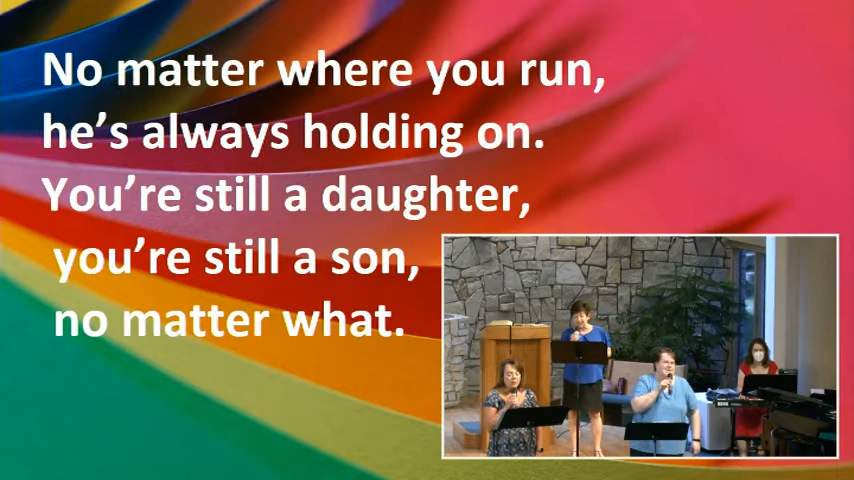 No matter where you run,
he’s always holding on.
You’re still a daughter,
you’re still a son,
no matter what.